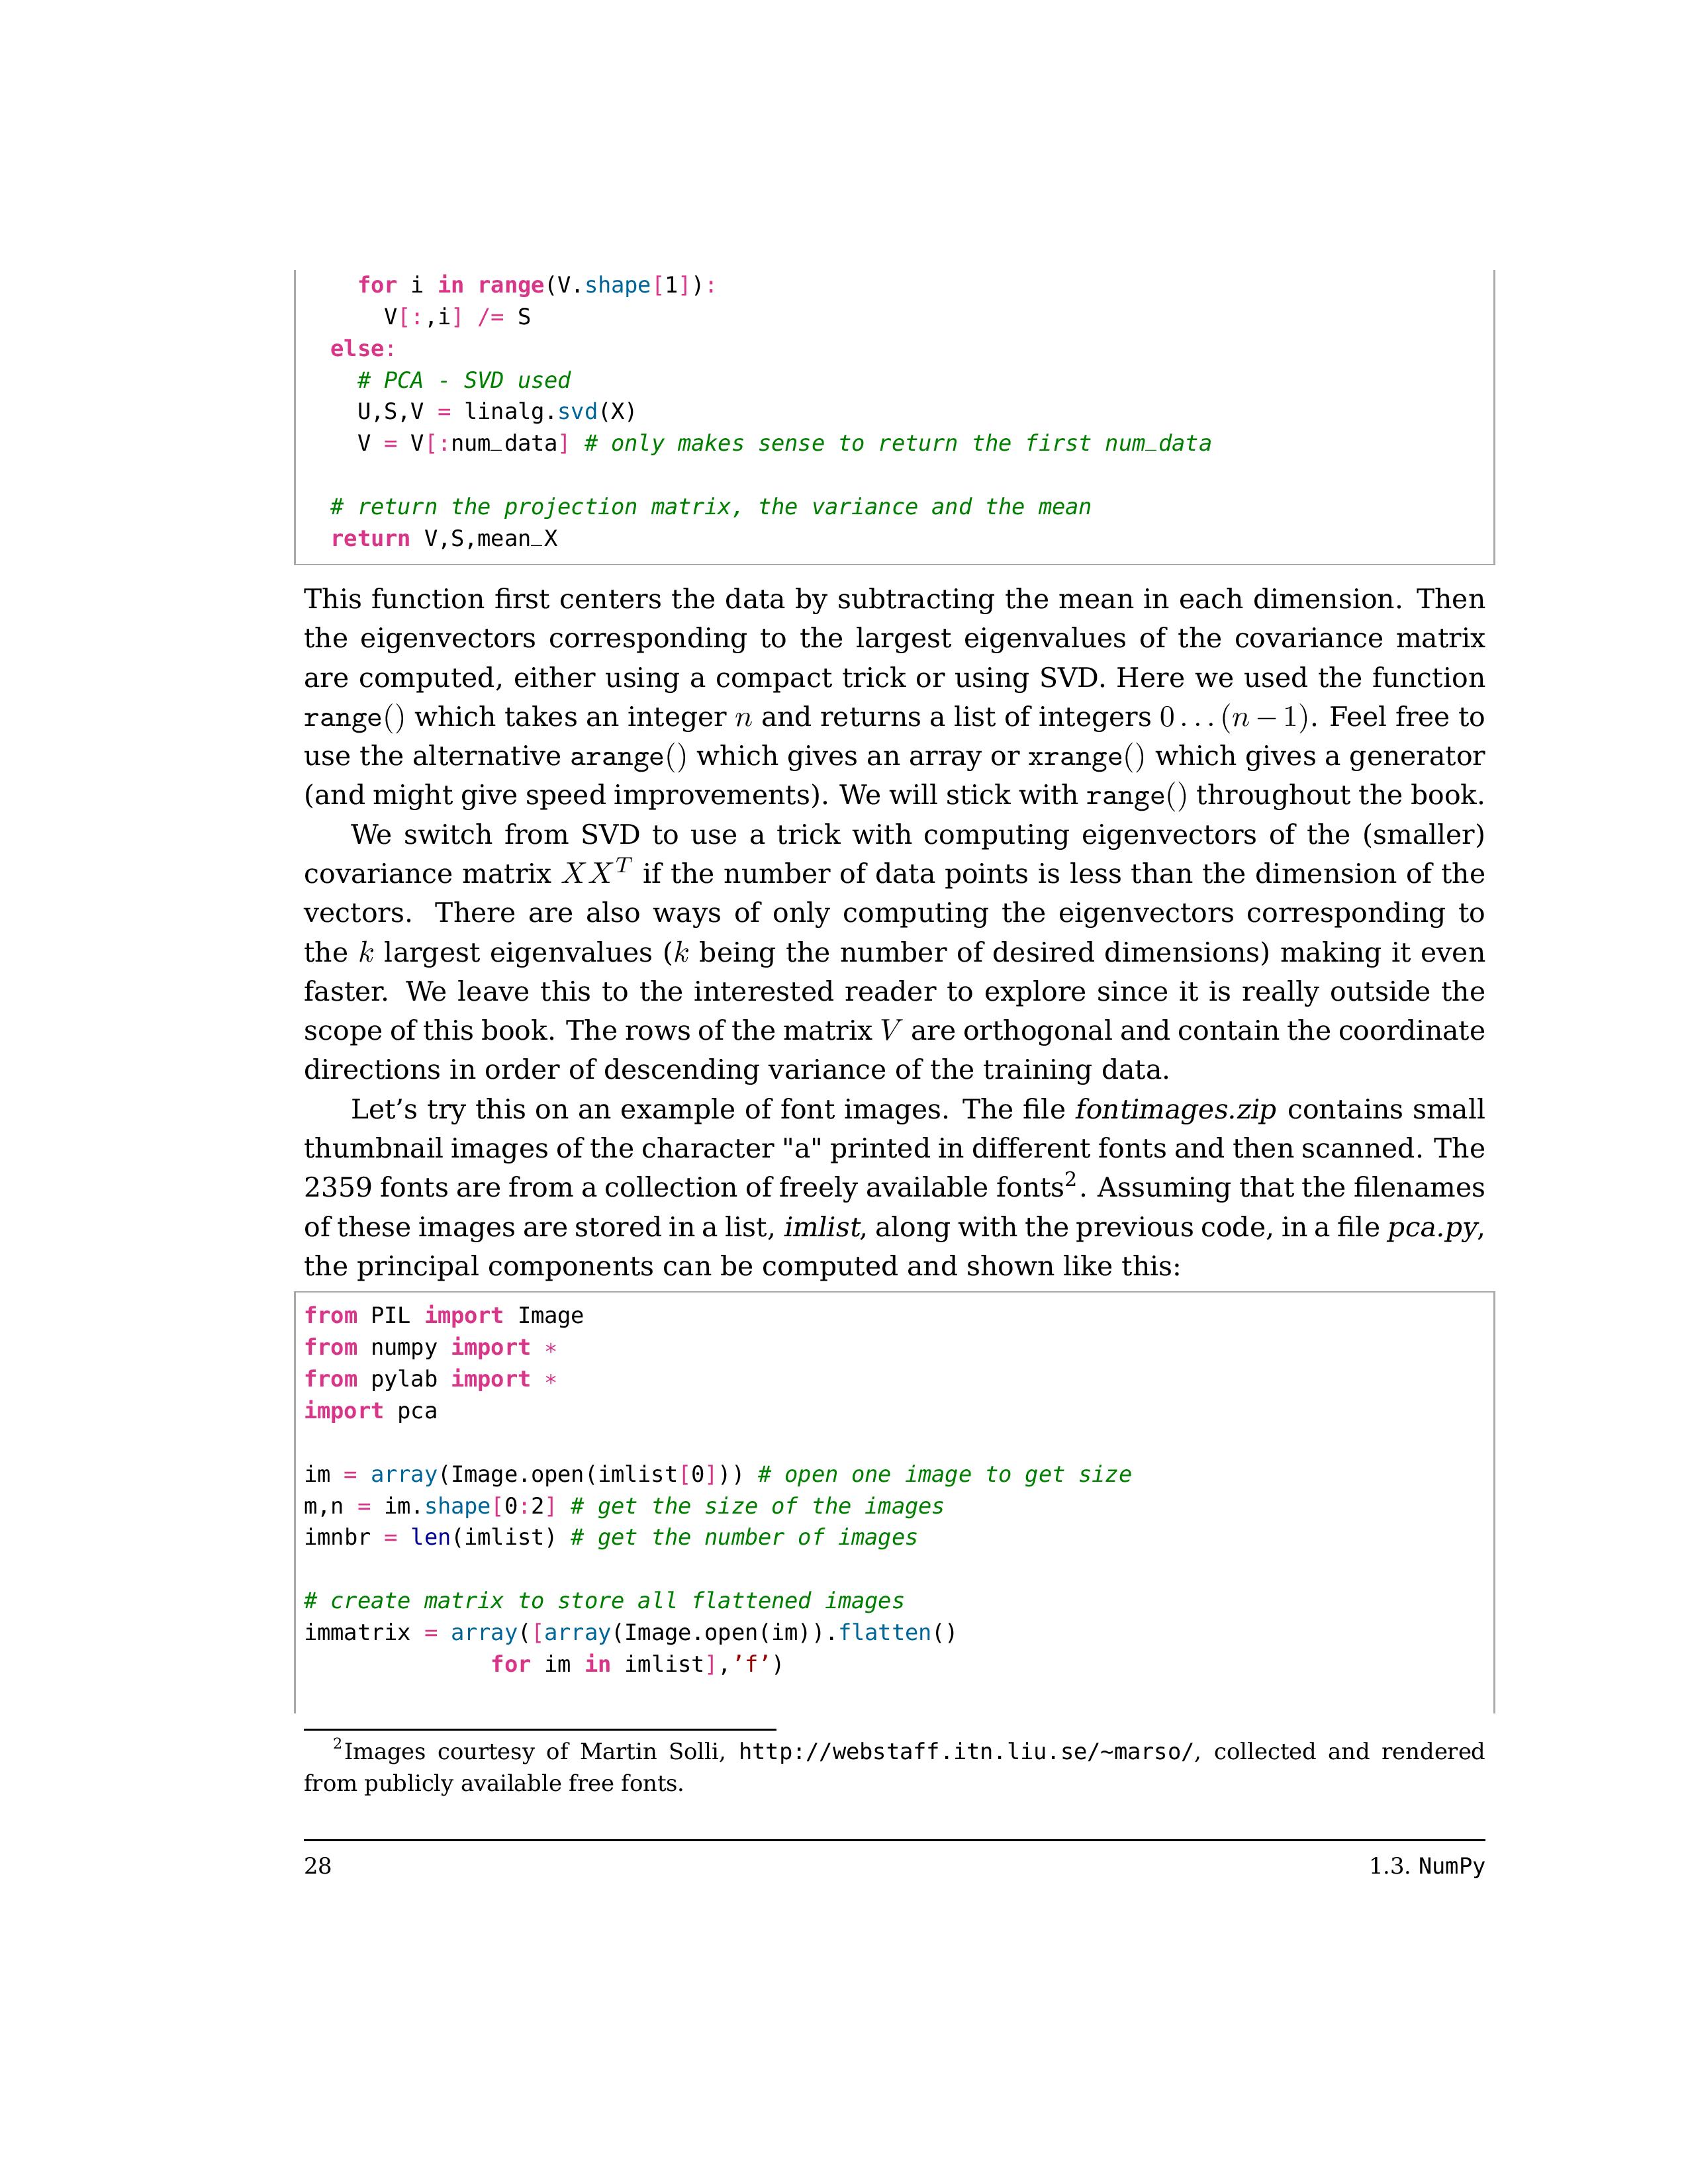 for i in range(V.shape[1]):
      V[:,i] /= S
  else:
    # PCA - SVD used
    U,S,V = linalg.svd(X)
    V = V[:num_data] # only makes sense to return the first num_data

  # return the projection matrix, the variance and the mean
  return V,S,mean_X
This function first centers the data by subtracting the mean in each dimension. Then
the eigenvectors corresponding to the largest eigenvalues of the covariance matrix
are computed, either using a compact trick or using SVD. Here we used the function
range() which takes an integer n and returns a list of integers 0 . . . (n − 1). Feel free to
use the alternative arange() which gives an array or xrange() which gives a generator
(and might give speed improvements). We will stick with range() throughout the book.
We switch from SVD to use a trick with computing eigenvectors of the (smaller)
covariance matrix XXᵀ if the number of data points is less than the dimension of the
vectors. There are also ways of only computing the eigenvectors corresponding to
the k largest eigenvalues (k being the number of desired dimensions) making it even
faster. We leave this to the interested reader to explore since it is really outside the
scope of this book. The rows of the matrix V are orthogonal and contain the coordinate
directions in order of descending variance of the training data.
Let’s try this on an example of font images. The file fontimages.zip contains small
thumbnail images of the character "a" printed in different fonts and then scanned. The
2359 fonts are from a collection of freely available fonts². Assuming that the filenames
of these images are stored in a list, imlist, along with the previous code, in a file pca.py,
the principal components can be computed and shown like this:
from PIL import Image
from numpy import *
from pylab import *
import pca

im = array(Image.open(imlist[0])) # open one image to get size
m,n = im.shape[0:2] # get the size of the images
imnbr = len(imlist) # get the number of images

# create matrix to store all flattened images
immatrix = array([array(Image.open(im)).flatten()
              for im in imlist],’f’)
²Images courtesy of Martin Solli, http://webstaff.itn.liu.se/~marso/, collected and rendered
from publicly available free fonts.
28 1.3. NumPy